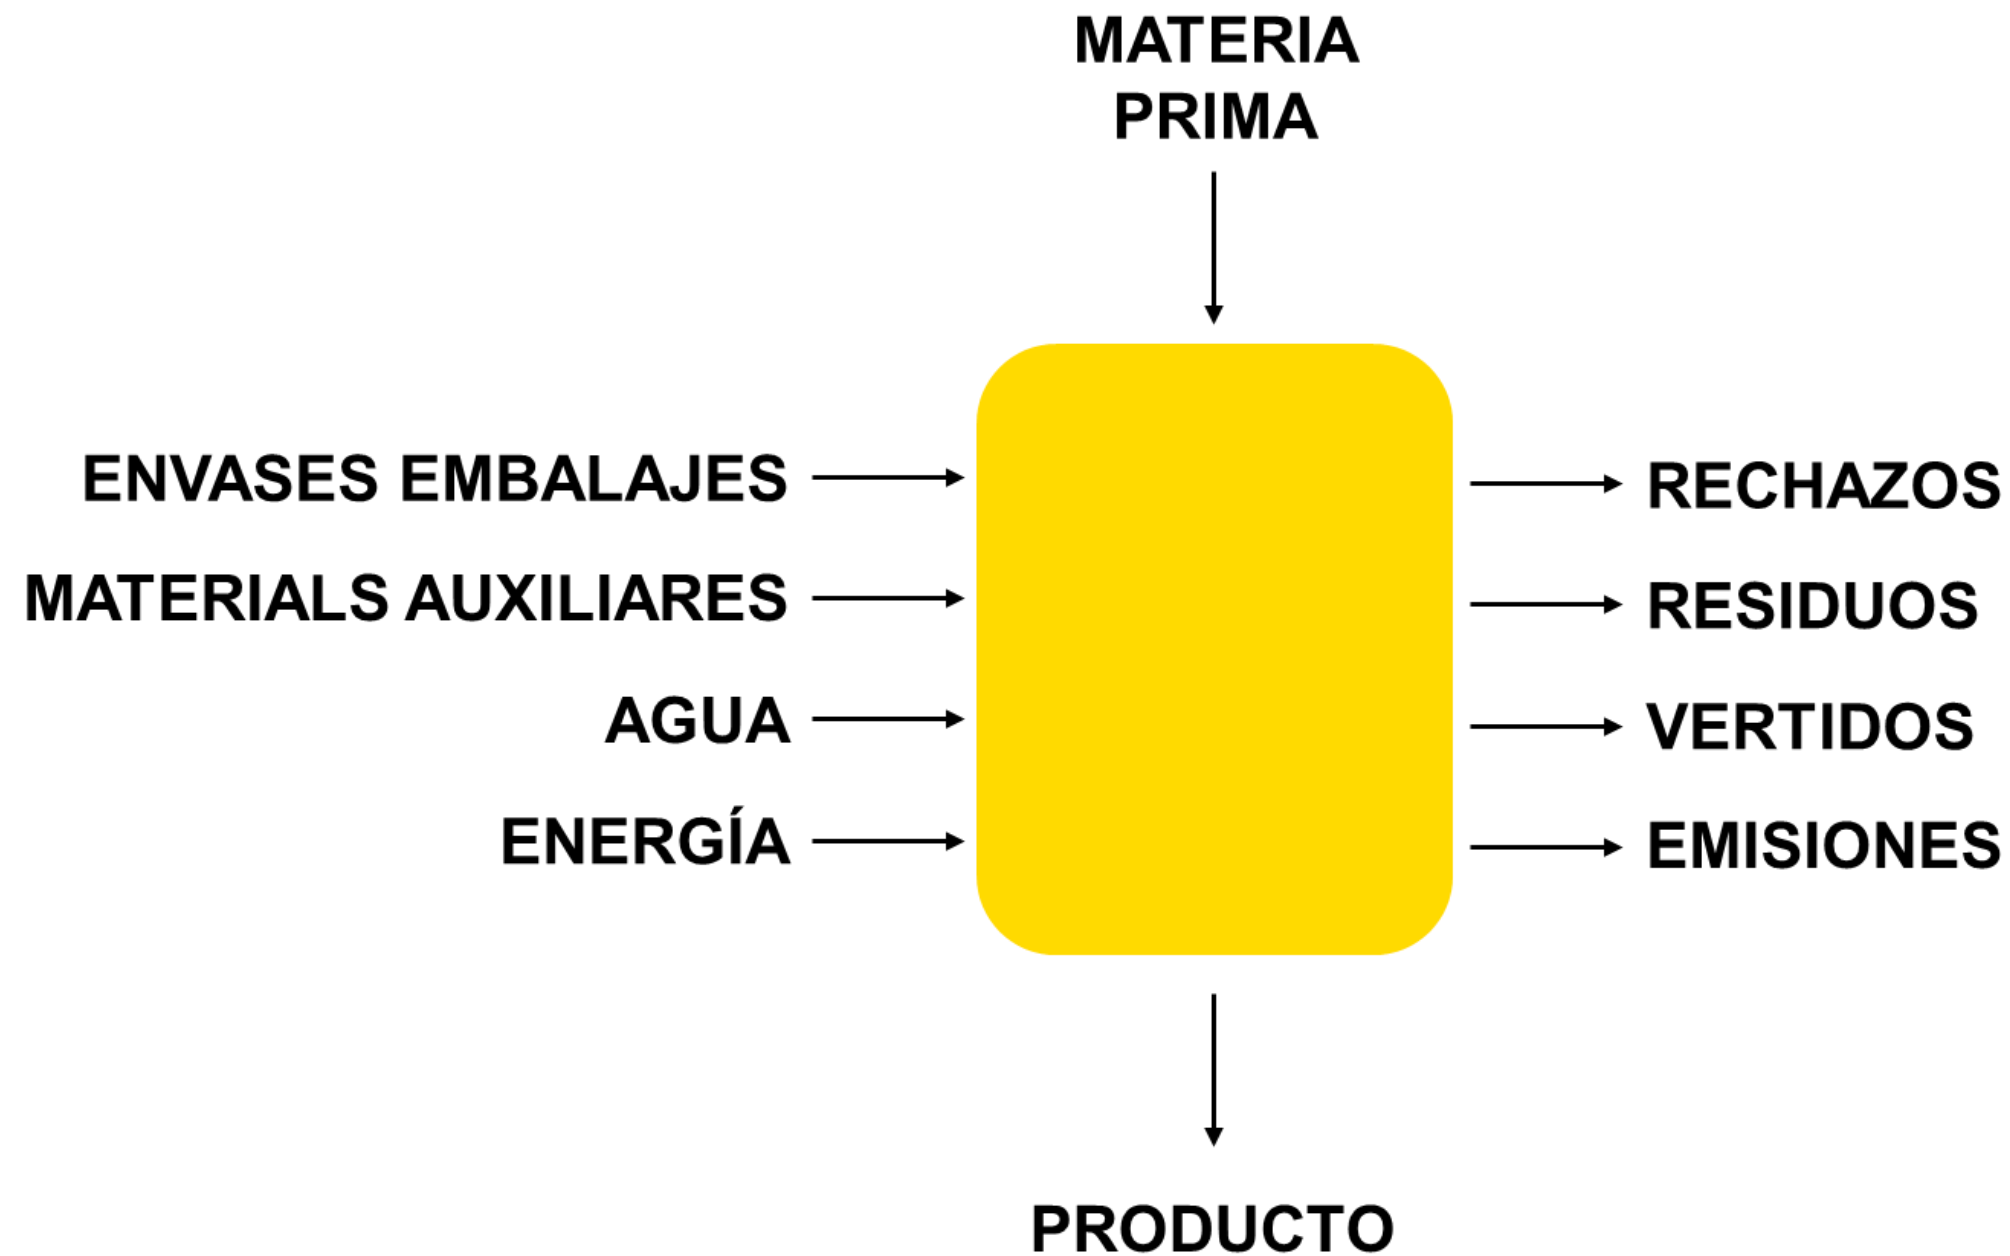 MATERIA
PRIMA
ENVASES EMBALAJES
MATERIALS AUXILIARES
AGUA
ENERGÍA
RECHAZOS
RESIDUOS
VERTIDOS
EMISIONES
PRODUCTO